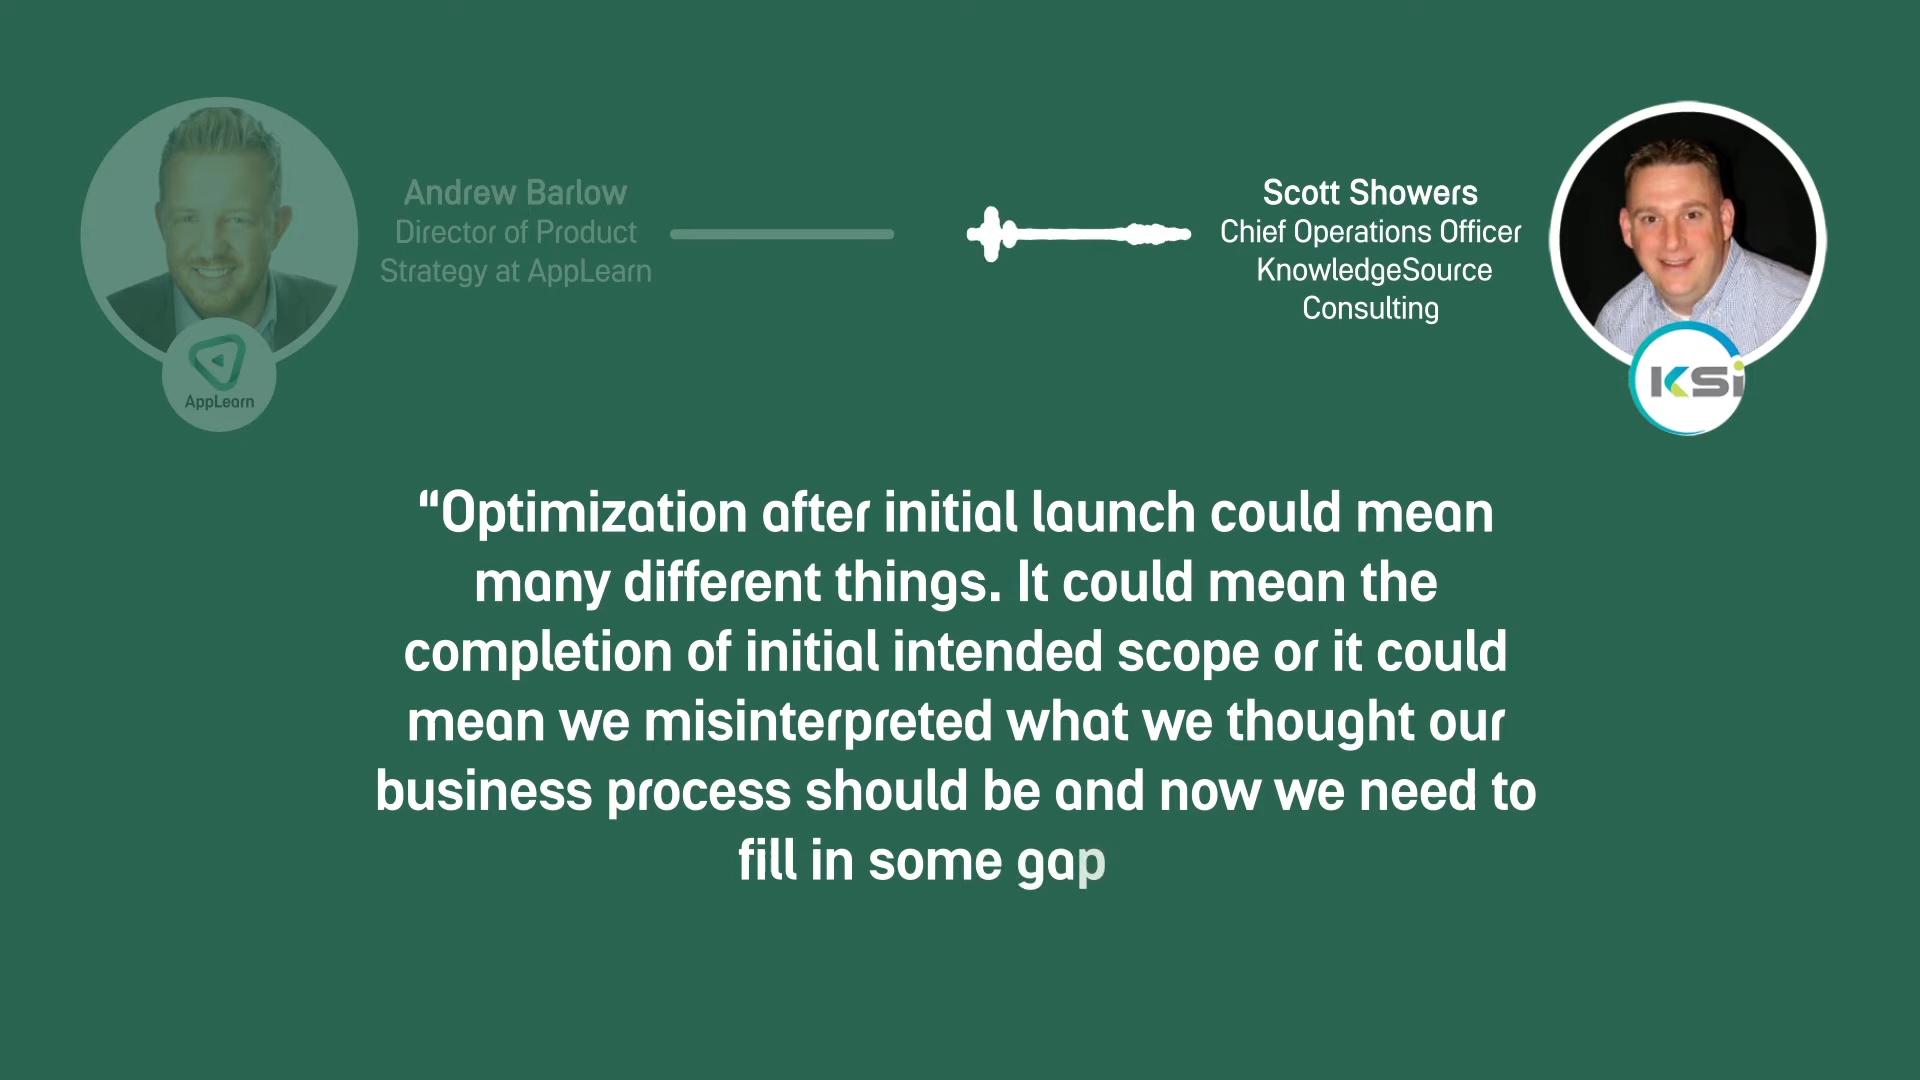 Andrew Barlow
Director of Product
Strategy at AppLearn
AppLearn
Scott Showers
Chief Operations Officer
KnowledgeSource
Consulting
KSi
“Optimization after initial launch could mean
many different things. It could mean the
completion of initial intended scope or it could
mean we misinterpreted what we thought our
business process should be and now we need to
fill in some gap